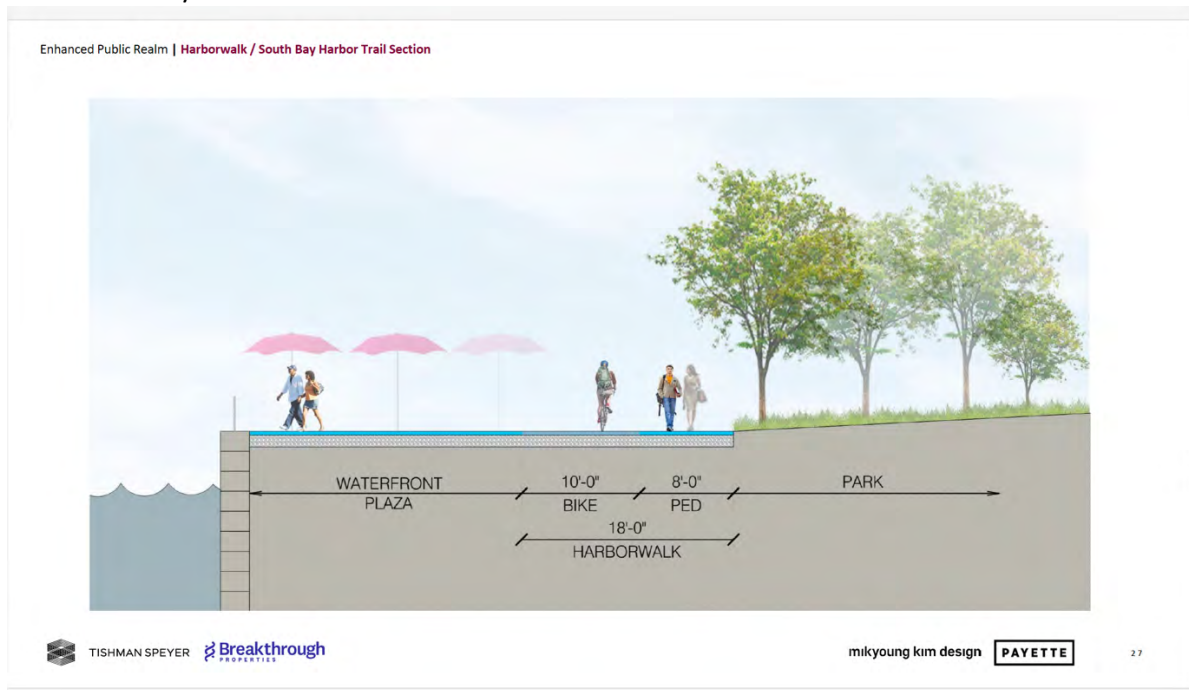 Enhanced Public Realm | Harborwalk / South Bay Harbor Trail Section
WATERFRONT
PLAZA
10'-0"
BIKE
8'-0"
PED
PARK
18'-0"
HARBORWALK
TISHMAN SPEYER
Breakthrough
PROPERTIES
mikyoung kim design
PAYETTE
27